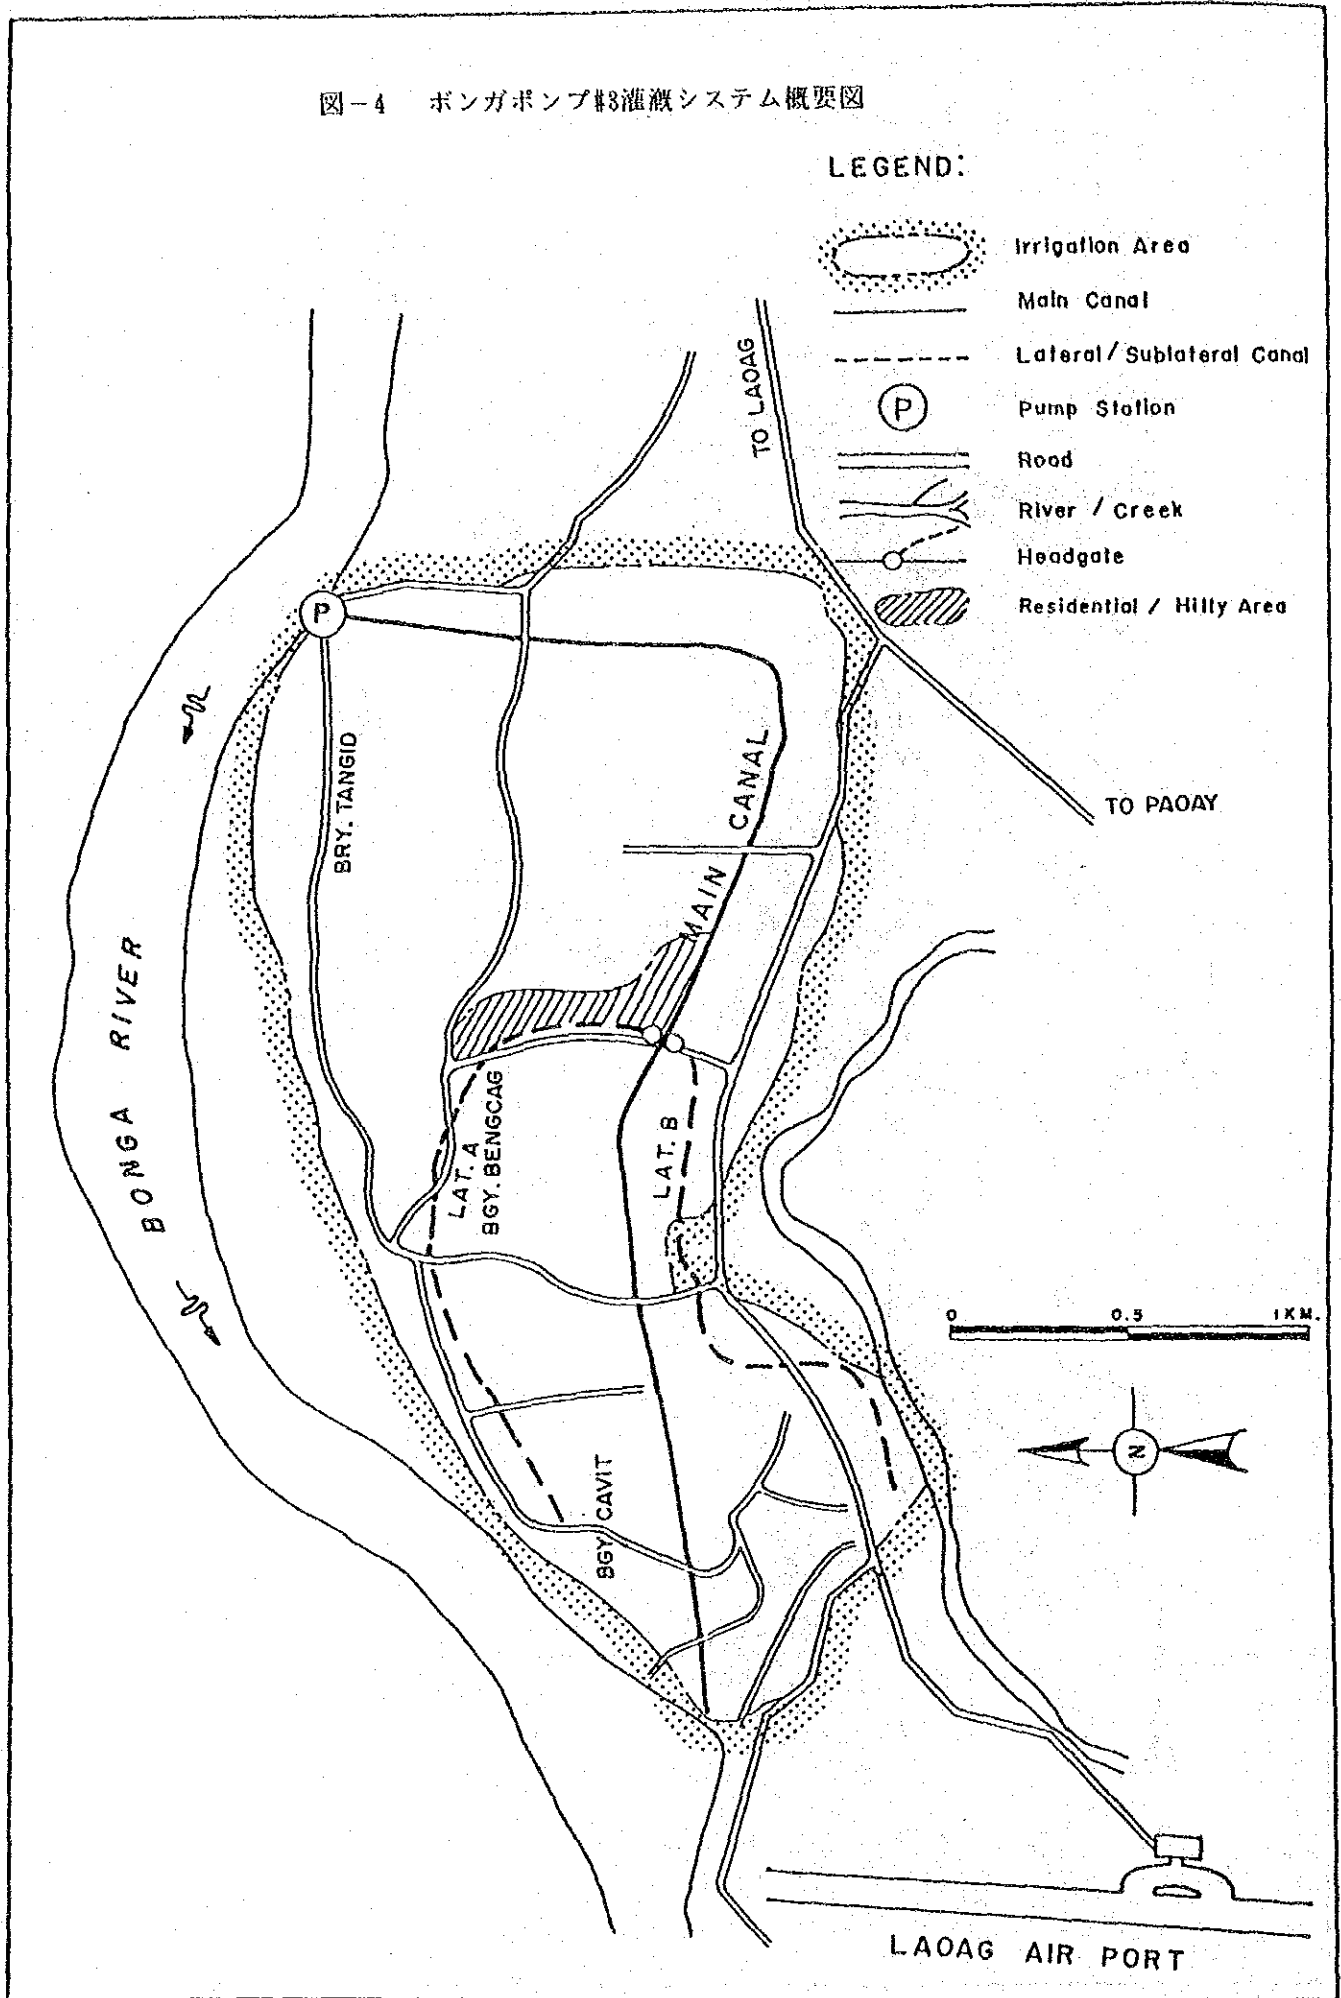 図-4 ボンガポンプ#3灌漑システム概要図
LEGEND:
Irrigation Area
Main Canal
Lateral/Sublateral Canal
P
Pump Station
Road
River / Creek
Headgate
Residential / Hilly Area
TO LAOAG
P
TO PAOAY
BRY. TANGID
MAIN CANAL
BONGA RIVER
LAT. A
BGY. BENGCAG
LAT. B
0 0.5 1KM.
N
BGY. CAVIT
LAOAG AIR PORT